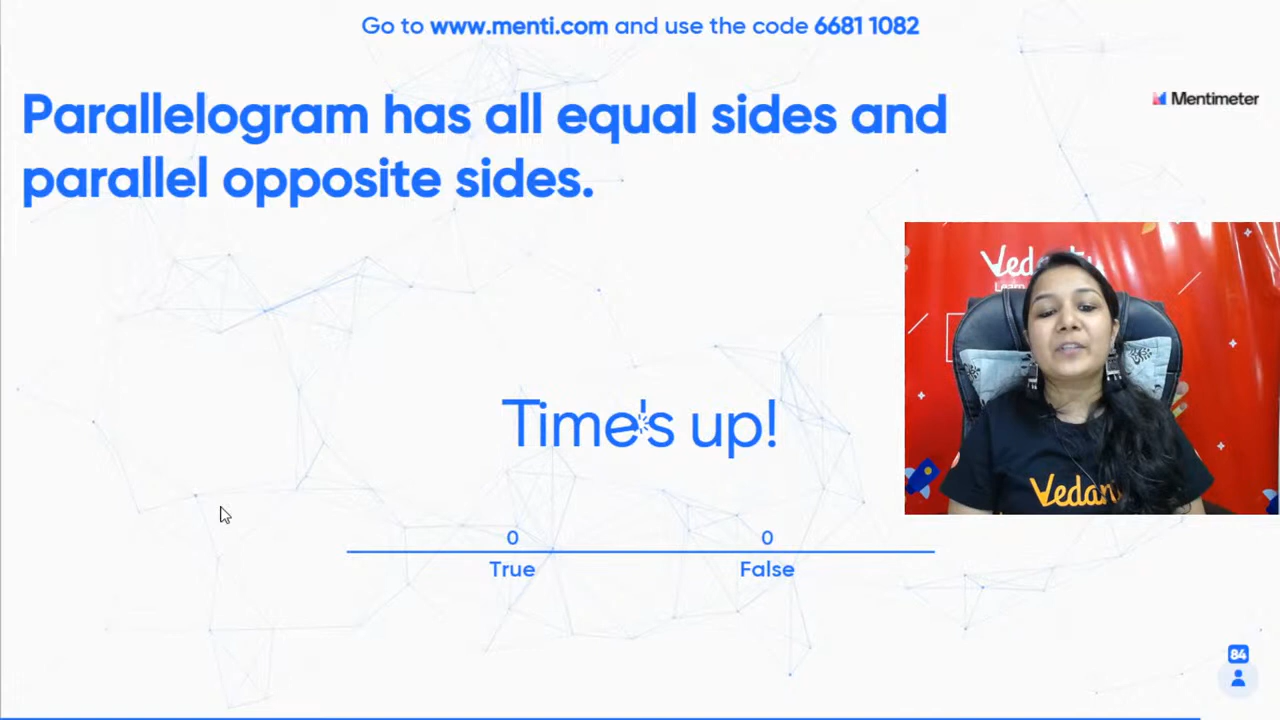 Go to www.menti.com and use the code 6681 1082
Parallelogram has all equal sides and
parallel opposite sides.
Mentimeter
Time's up!
0
0
True
False
84